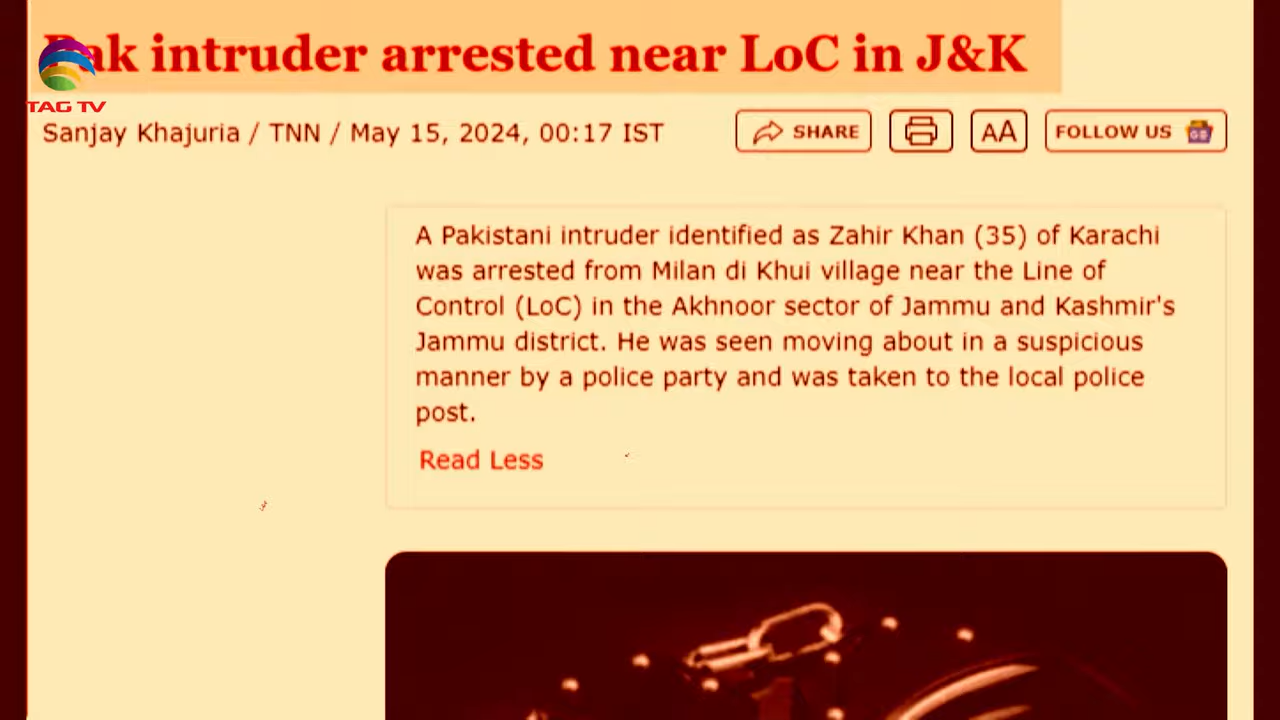 Pak intruder arrested near LoC in J&K
TAG TV
Sanjay Khajuria / TNN / May 15, 2024, 00:17 IST
SHARE
AA
FOLLOW US
A Pakistani intruder identified as Zahir Khan (35) of Karachi
was arrested from Milan di Khui village near the Line of
Control (LoC) in the Akhnoor sector of Jammu and Kashmir's
Jammu district. He was seen moving about in a suspicious
manner by a police party and was taken to the local police
post.
Read Less